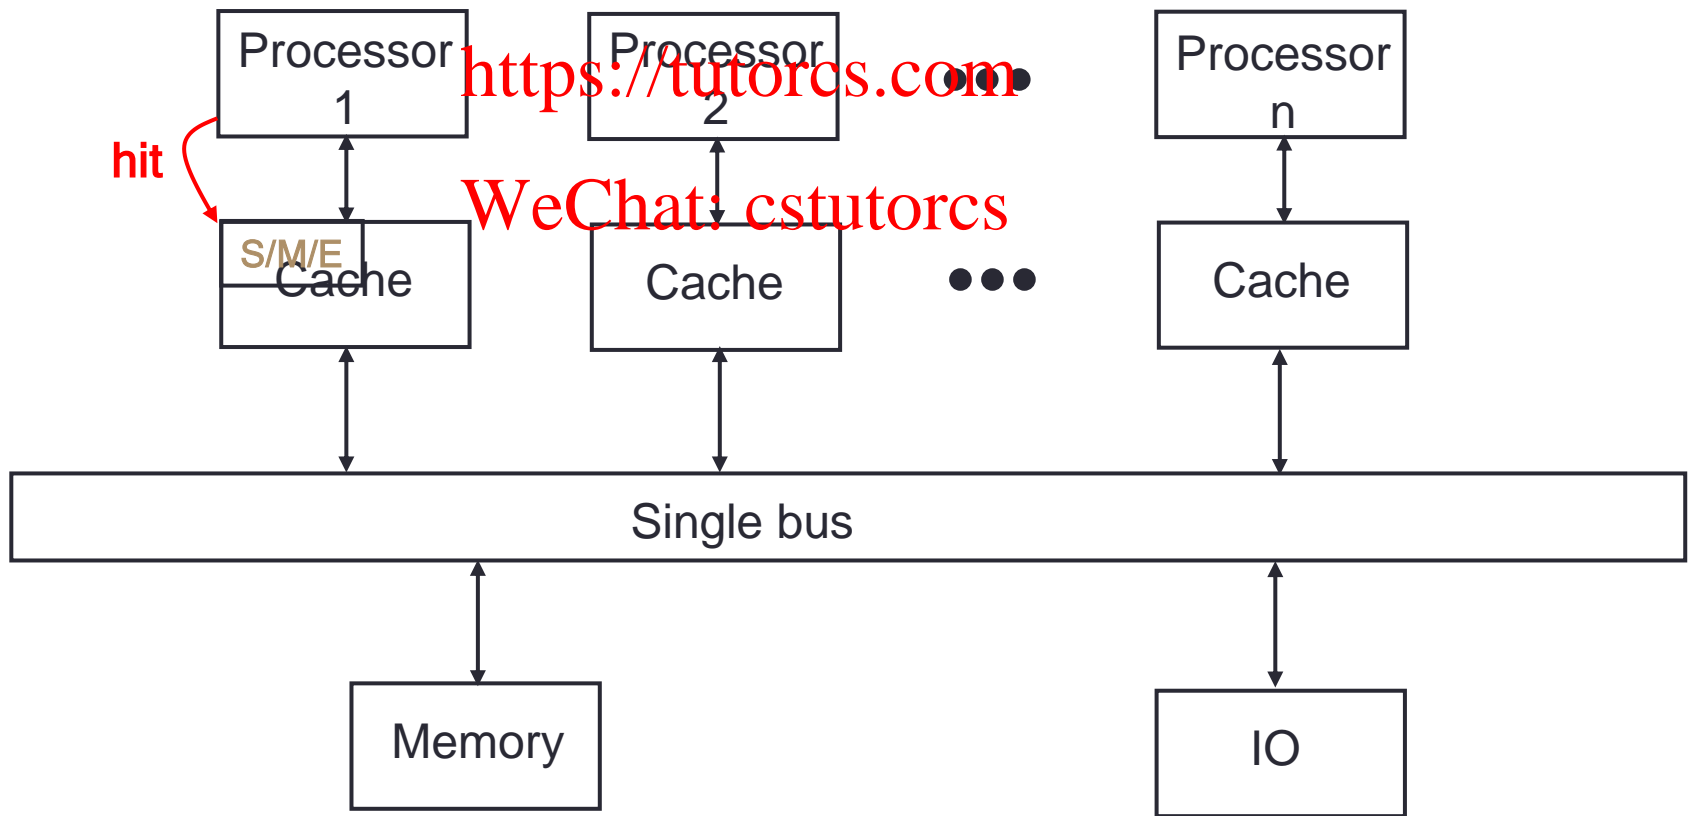 Processor
1
Processor
2
Processor
n
https://tutorcs.com
hit
WeChat: cstutorcs
S/M/E
Cache
Cache
Cache
Single bus
Memory
IO